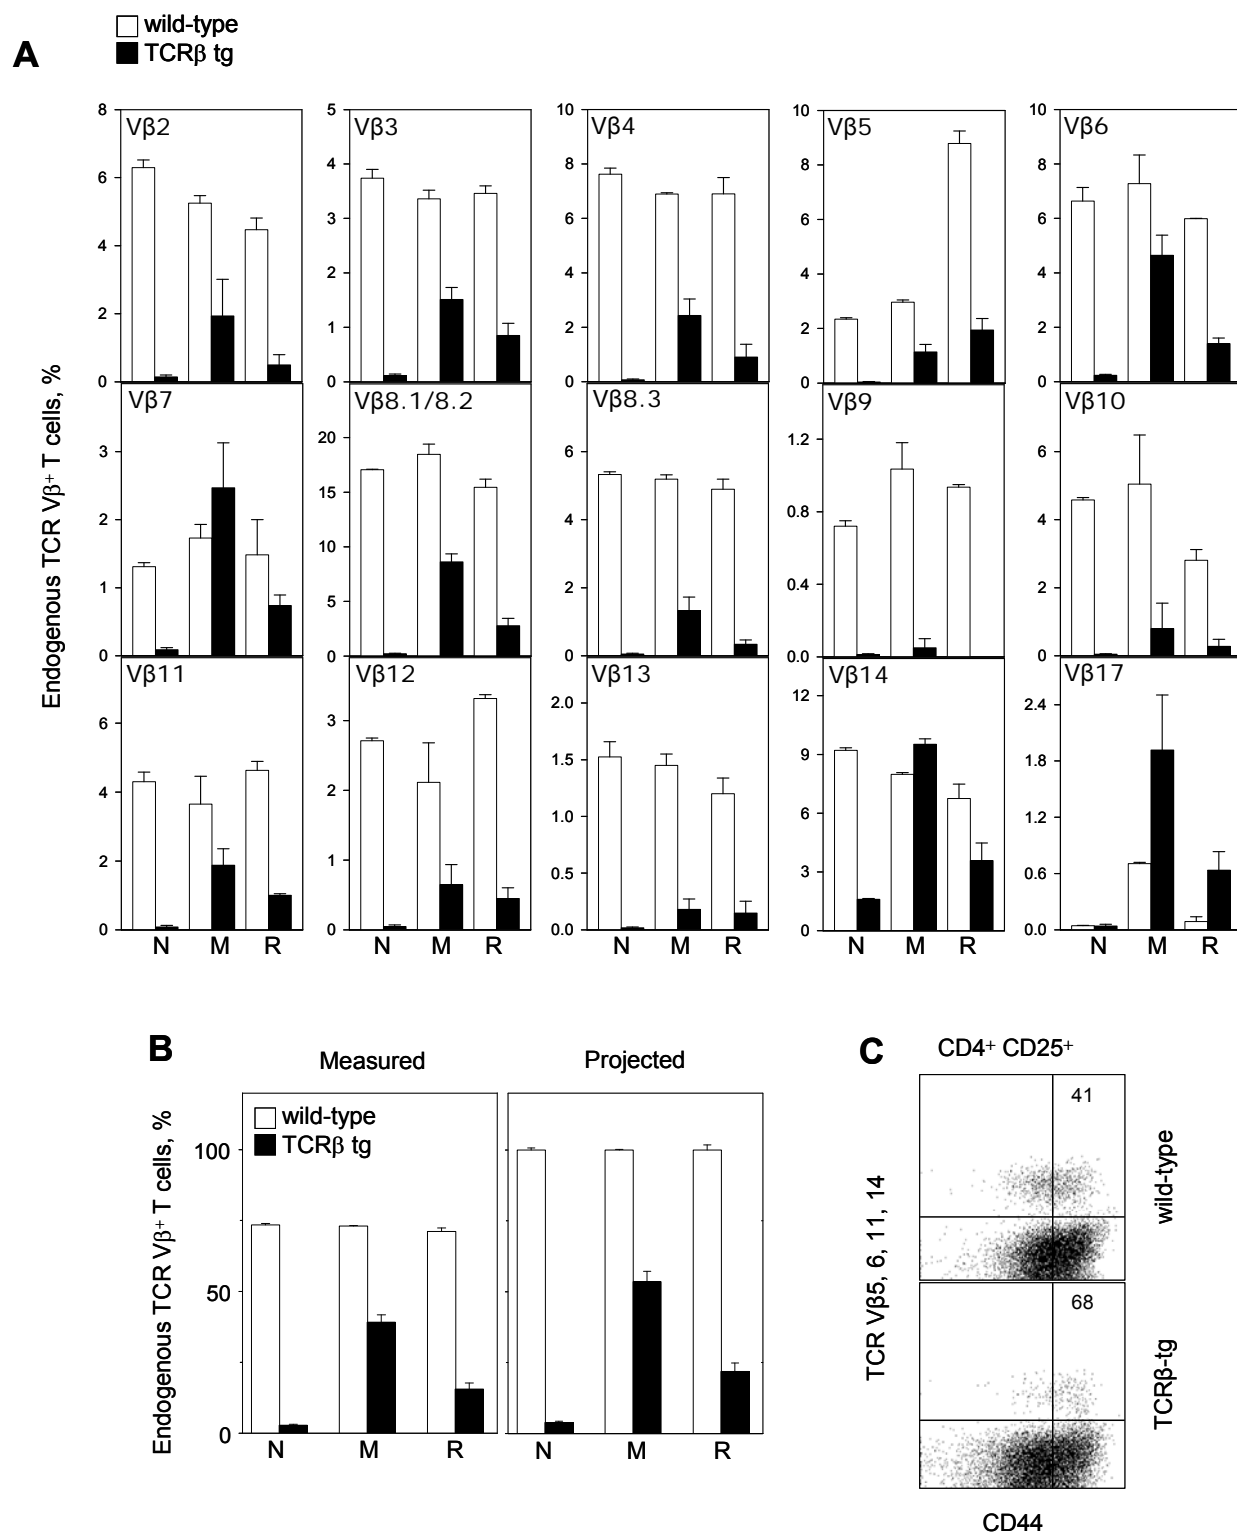 wild-type
TCRβ tg
A
Endogenous TCR Vβ⁺ T cells, %
Vβ2
8
6
4
2
0
Vβ3
5
4
3
2
1
0
Vβ4
10
8
6
4
2
0
Vβ5
10
8
6
4
2
0
Vβ6
10
8
6
4
2
0
Vβ7
3
2
1
0
Vβ8.1/8.2
20
15
10
5
0
Vβ8.3
6
4
2
0
Vβ9
1.2
0.8
0.4
0.0
Vβ10
6
4
2
0
Vβ11
6
4
2
0
N M R
Vβ12
3
2
1
0
N M R
Vβ13
2.0
1.5
1.0
0.5
0.0
N M R
Vβ14
12
9
6
3
0
N M R
Vβ17
2.4
1.8
1.2
0.6
0.0
N M R
B
Measured
Projected
Endogenous TCR Vβ⁺ T cells, %
wild-type
TCRβ tg
100
50
0
N M R
N M R
C
CD4⁺ CD25⁺
41
wild-type
68
TCRβ-tg
TCR Vβ5, 6, 11, 14
CD44